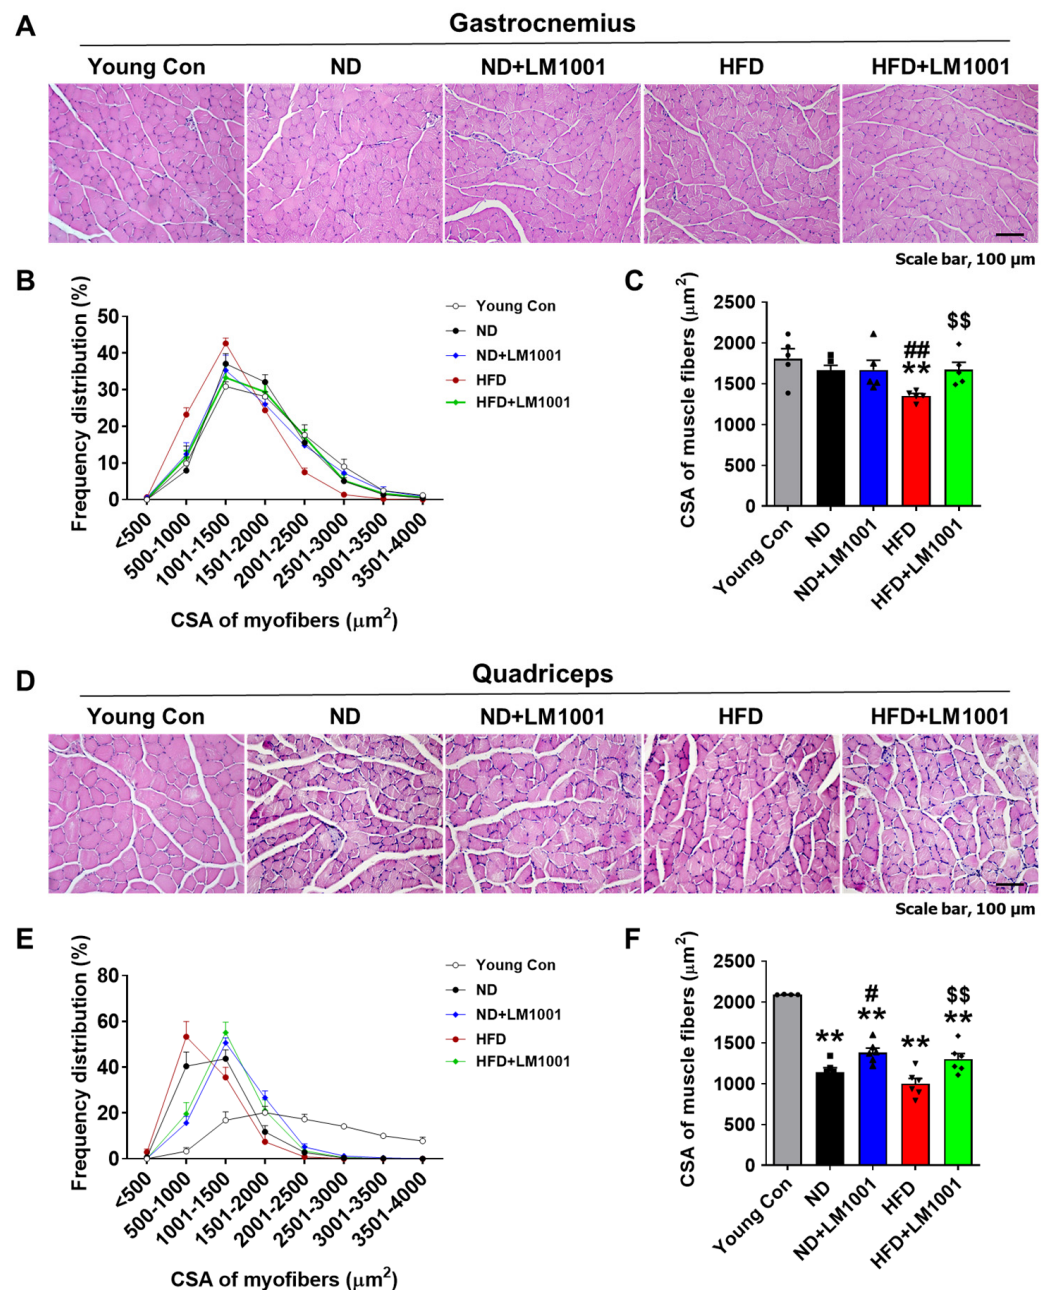 A
Gastrocnemius
Young Con
ND
ND+LM1001
HFD
HFD+LM1001
Scale bar, 100 μm
B
Frequency distribution (%)
50
40
30
20
10
0
<500
500-1000
1001-1500
1501-2000
2001-2500
2501-3000
3001-3500
3501-4000
CSA of myofibers (μm²)
Young Con
ND
ND+LM1001
HFD
HFD+LM1001
C
CSA of muscle fibers (μm²)
2500
2000
1500
1000
500
0
##
**
$$
Young Con
ND
ND+LM1001
HFD
HFD+LM1001
D
Quadriceps
Young Con
ND
ND+LM1001
HFD
HFD+LM1001
Scale bar, 100 μm
E
Frequency distribution (%)
80
60
40
20
0
<500
500-1000
1001-1500
1501-2000
2001-2500
2501-3000
3001-3500
3501-4000
CSA of myofibers (μm²)
Young Con
ND
ND+LM1001
HFD
HFD+LM1001
F
CSA of muscle fibers (μm²)
2500
2000
1500
1000
500
0
**
#
**
**
$$
**
Young Con
ND
ND+LM1001
HFD
HFD+LM1001